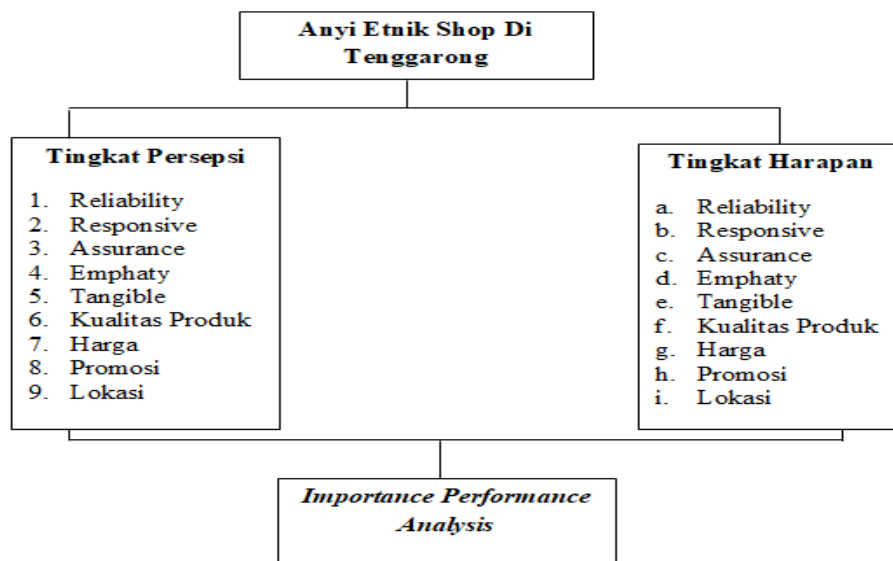 Anyi Etnik Shop Di
Tenggarong
Tingkat Persepsi
1. Reliability
2. Responsive
3. Assurance
4. Emphaty
5. Tangible
6. Kualitas Produk
7. Harga
8. Promosi
9. Lokasi
Tingkat Harapan
a. Reliability
b. Responsive
c. Assurance
d. Emphaty
e. Tangible
f. Kualitas Produk
g. Harga
h. Promosi
i. Lokasi
Importance Performance
Analysis